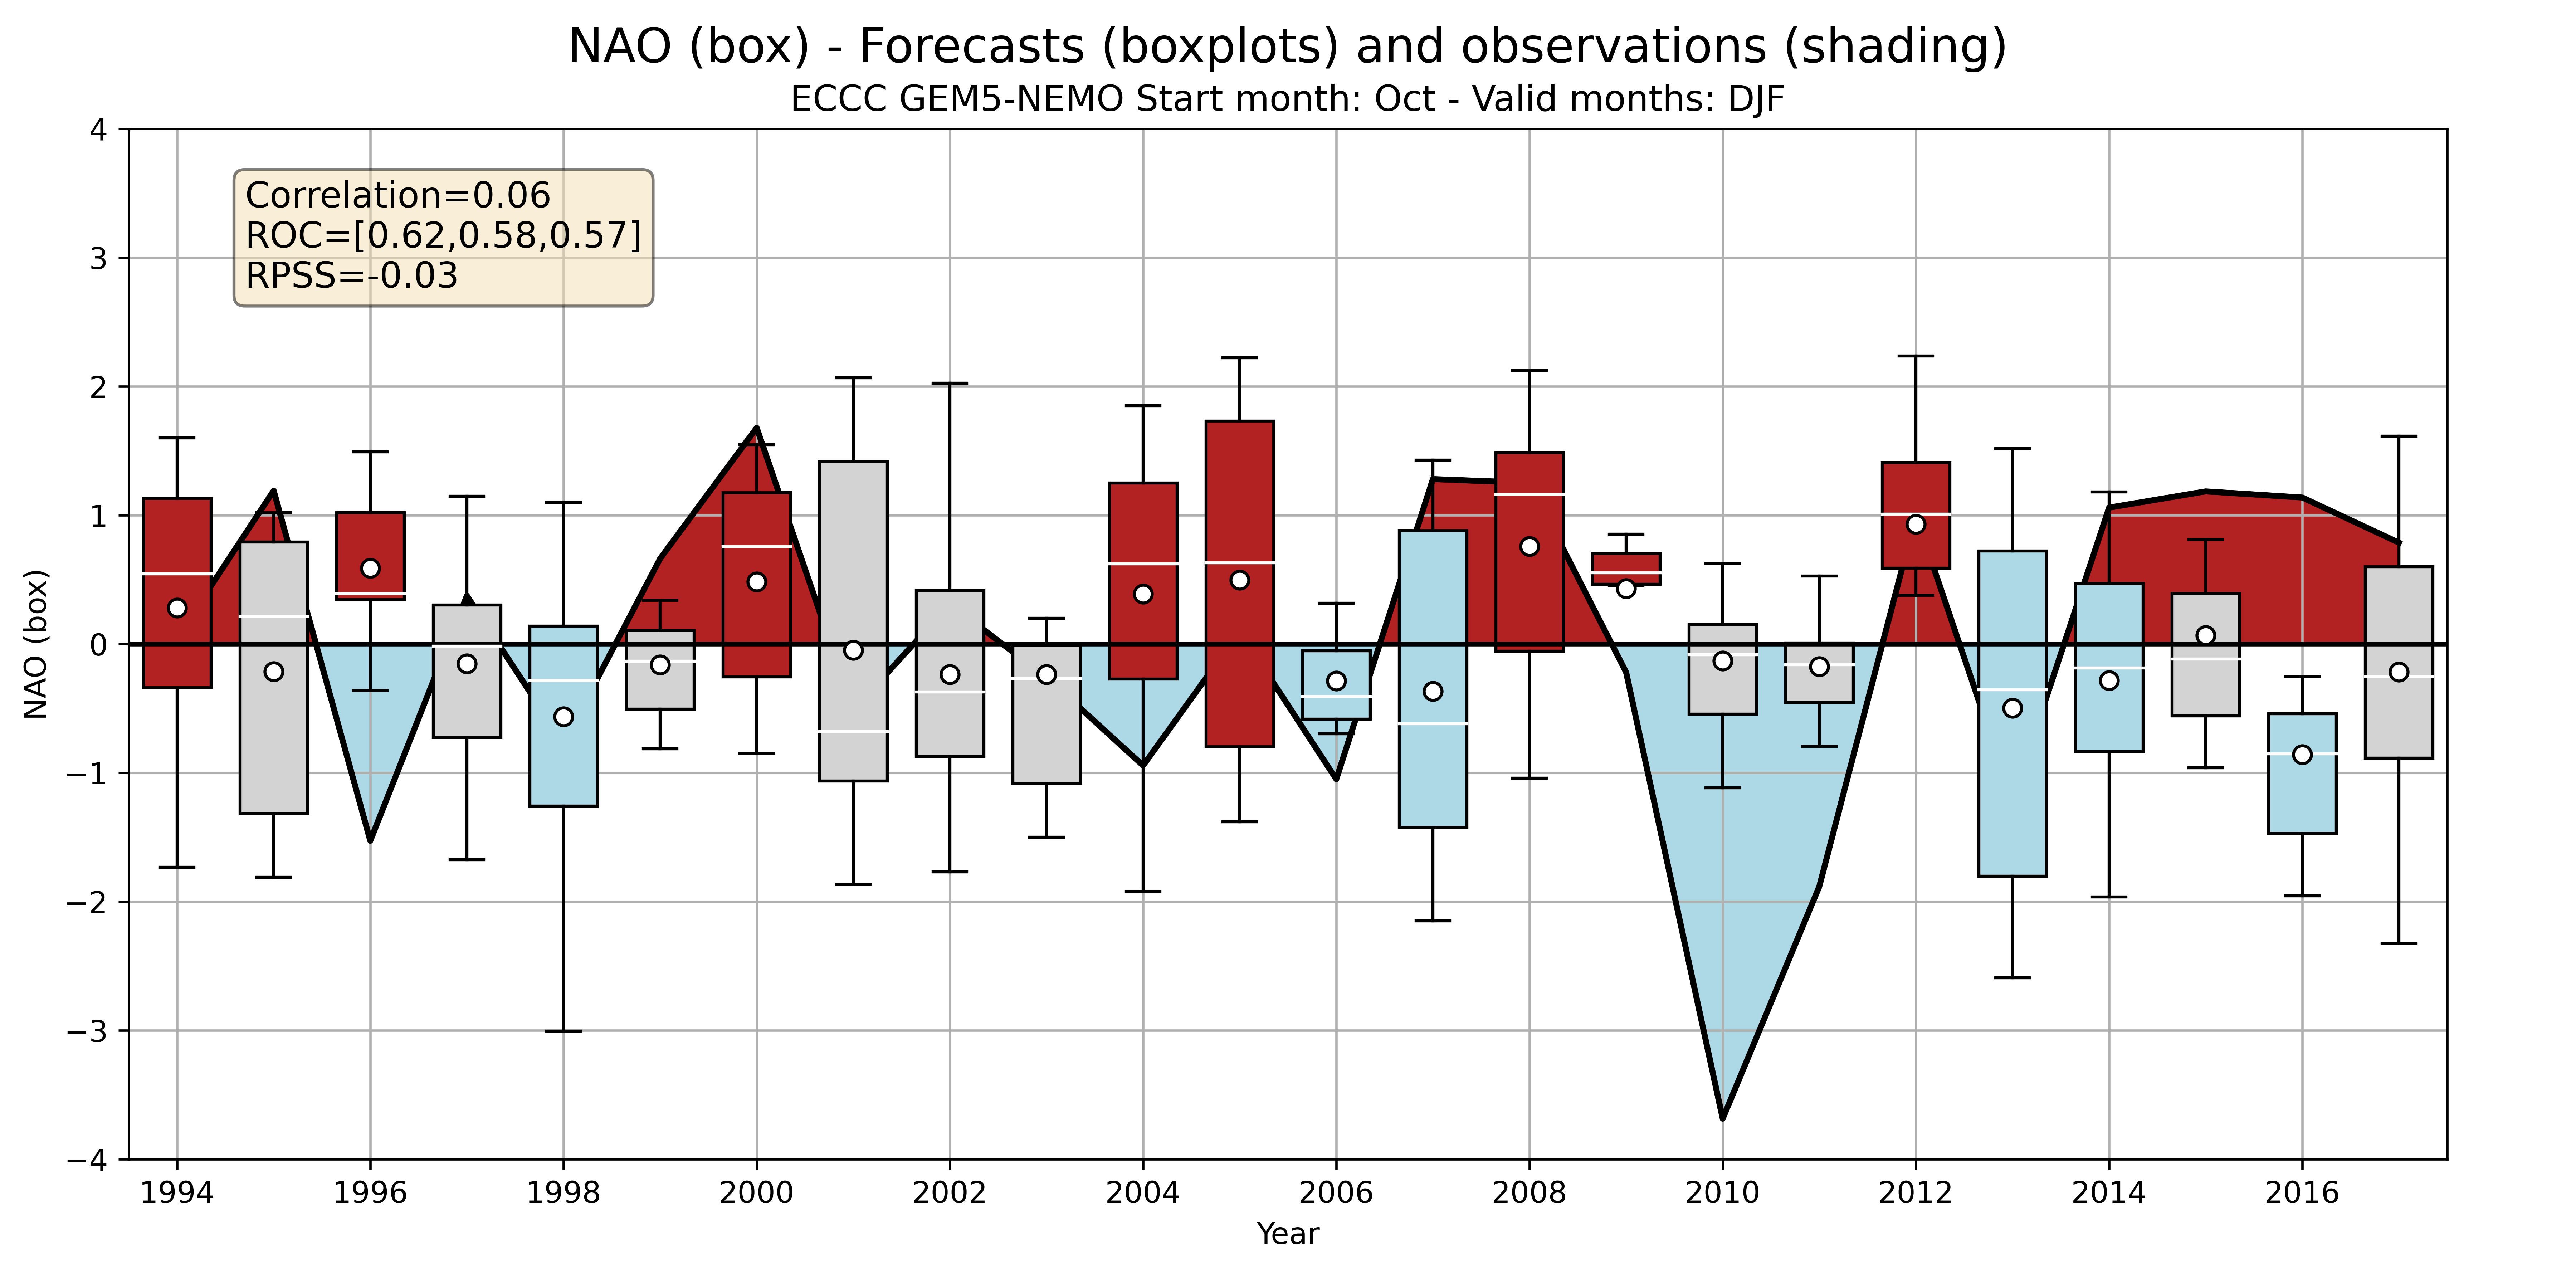 NAO (box) - Forecasts (boxplots) and observations (shading)
ECCC GEM5-NEMO Start month: Oct - Valid months: DJF
Correlation=0.06
ROC=[0.62,0.58,0.57]
RPSS=-0.03
NAO (box)
4
3
2
1
0
−1
−2
−3
−4
1994 1996 1998 2000 2002 2004 2006 2008 2010 2012 2014 2016
Year